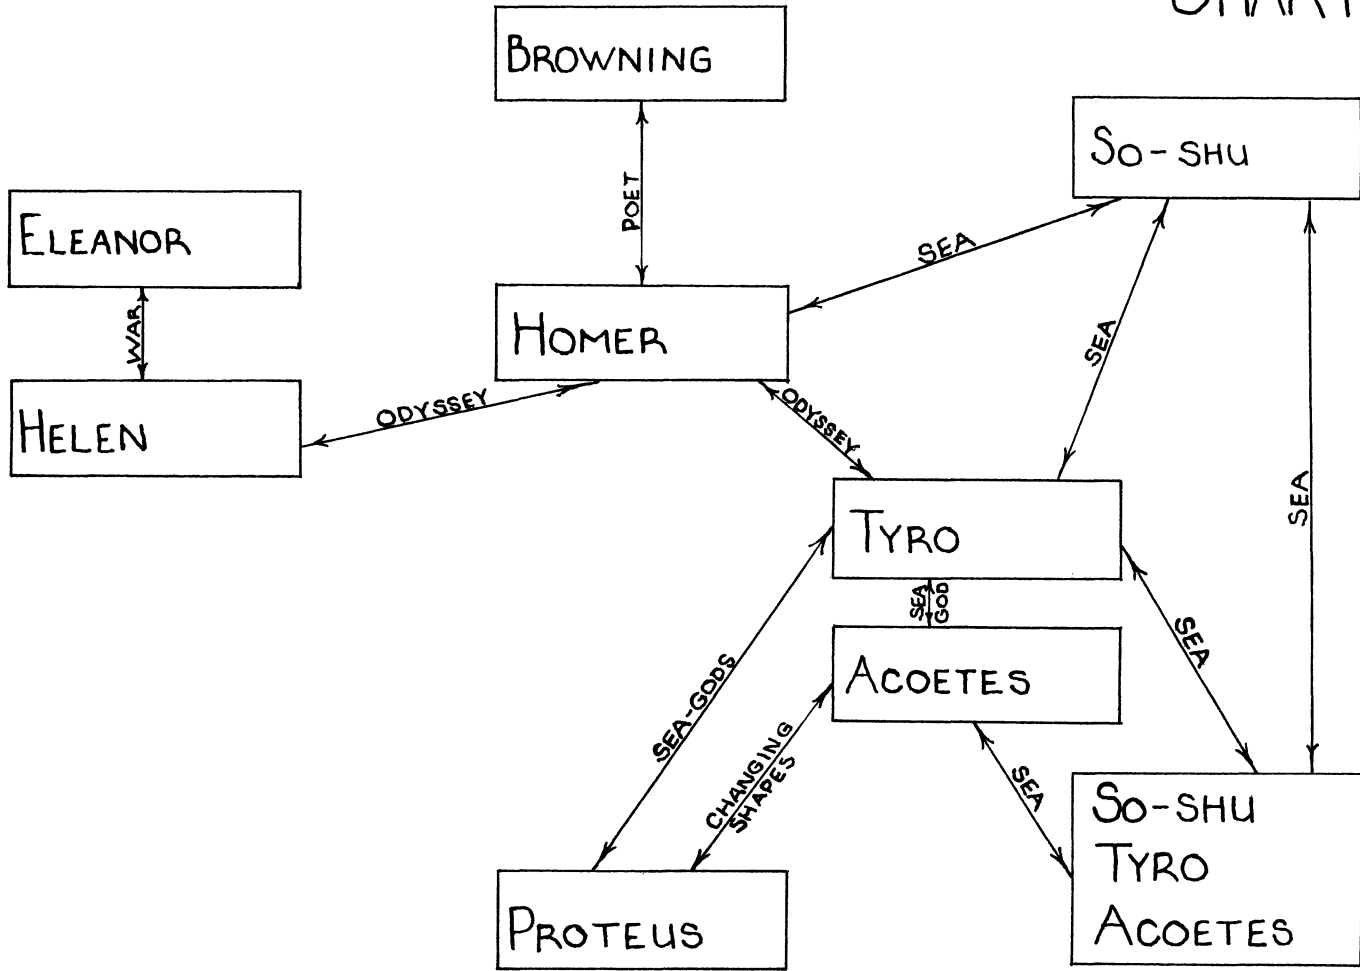 BROWNING
SO-SHU
POET
ELEANOR
SEA
WAR
HOMER
SEA
HELEN
ODYSSEY
ODYSSEY
SEA
TYRO
SEA
GOD
SEA
SEA-GODS
ACOETES
CHANGING
SHAPES
SEA
SO-SHU
TYRO
ACOETES
PROTEUS